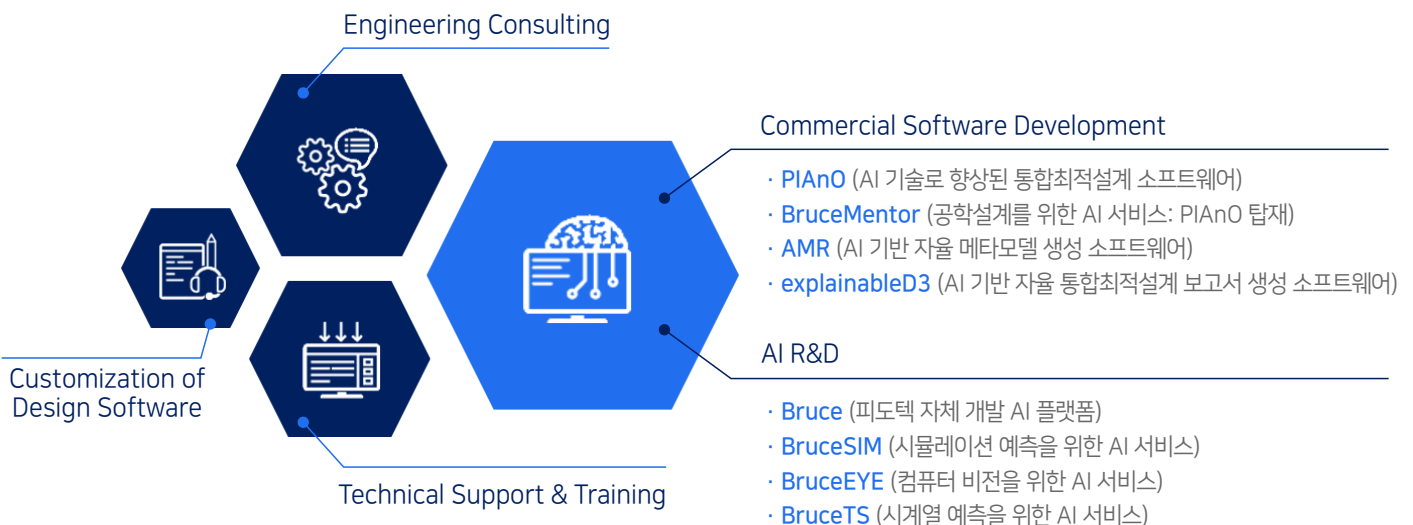 Engineering Consulting
Commercial Software Development
· PIAnO (AI 기술로 향상된 통합최적설계 소프트웨어)
· BruceMentor (공학설계를 위한 AI 서비스: PIAnO 탑재)
· AMR (AI 기반 자율 메타모델 생성 소프트웨어)
· explainableD3 (AI 기반 자율 통합최적설계 보고서 생성 소프트웨어)
AI R&D
· Bruce (피도텍 자체 개발 AI 플랫폼)
· BruceSIM (시뮬레이션 예측을 위한 AI 서비스)
· BruceEYE (컴퓨터 비전을 위한 AI 서비스)
· BruceTS (시계열 예측을 위한 AI 서비스)
Customization of
Design Software
Technical Support & Training